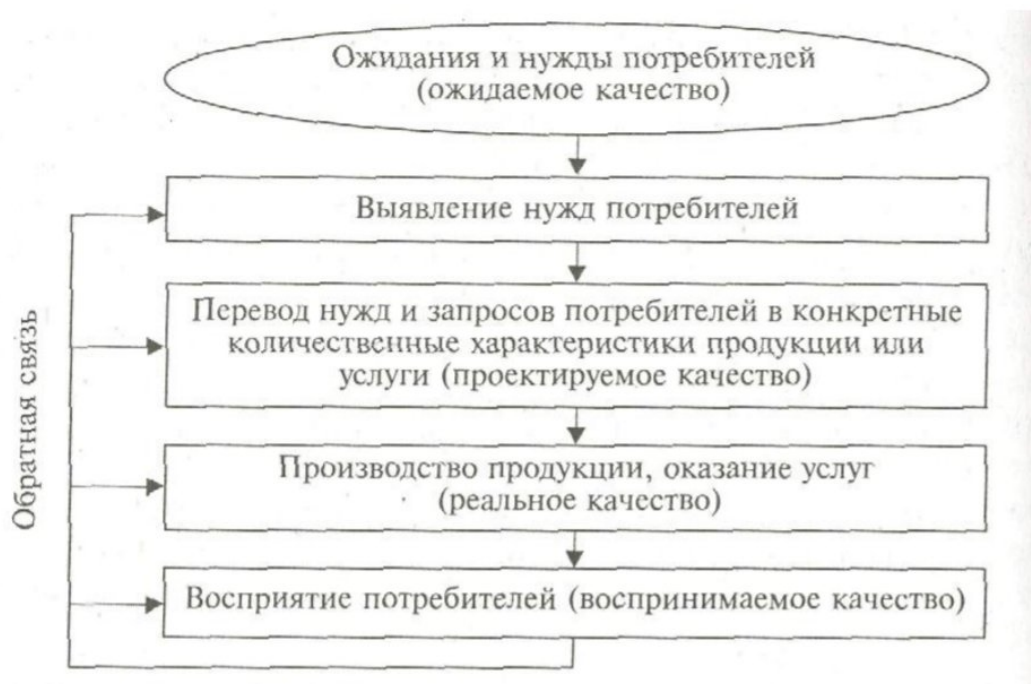 Ожидания и нужды потребителей
(ожидаемое качество)
Выявление нужд потребителей
Перевод нужд и запросов потребителей в конкретные
количественные характеристики продукции или
услуги (проектируемое качество)
Производство продукции, оказание услуг
(реальное качество)
Восприятие потребителей (воспринимаемое качество)
Обратная связь